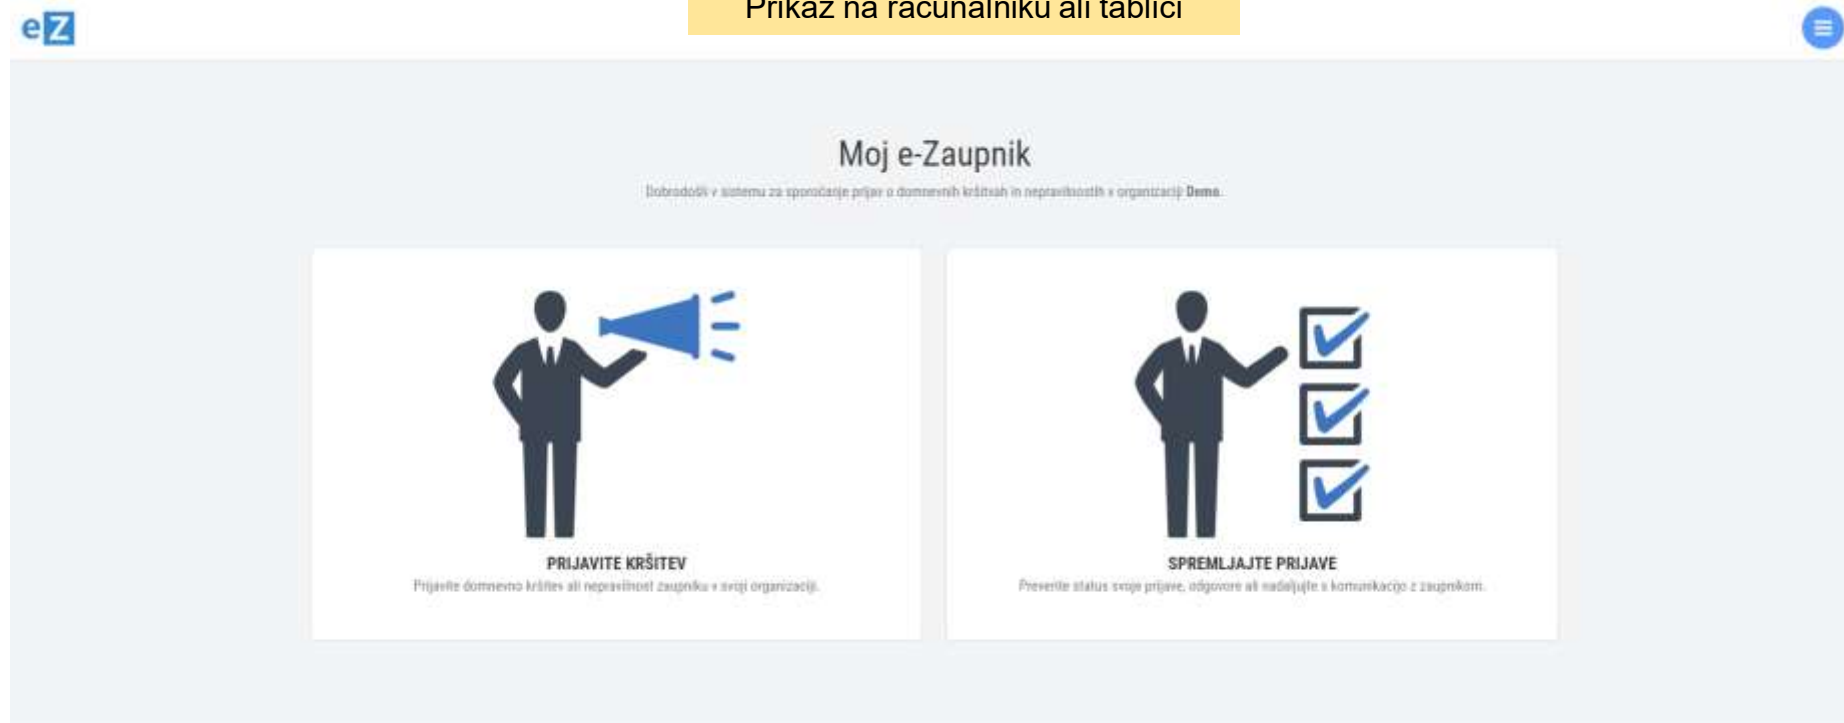 Prikaz na računalniku ali tablici
eZ
Moj e-Zaupnik
Dobrodošli v sistemu za sporočanje prijav o domnevnih kršitvah in nepravilnostih v organizaciji Demo.
PRIJAVITE KRŠITEV
Prijavite domnevno kršitev ali nepravilnost zaupniku v svoji organizaciji.
SPREMLJAJTE PRIJAVE
Preverite status svoje prijave, odgovore ali nadaljujte s komunikacijo z zaupnikom.